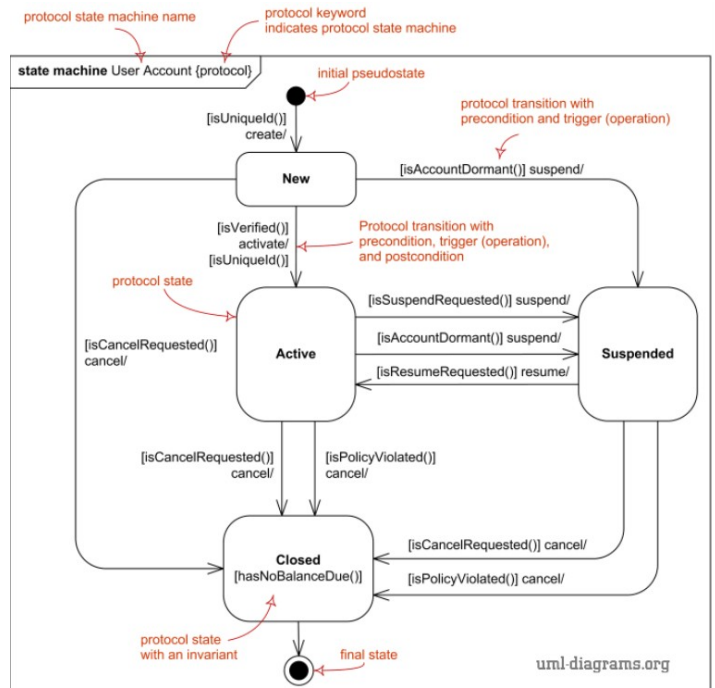 protocol state machine name
protocol keyword
indicates protocol state machine
state machine User Account {protocol}
initial pseudostate
[isUniqueId()]
create/
protocol transition with
precondition and trigger (operation)
New
[isAccountDormant()] suspend/
[isVerified()]
activate/
[isUniqueId()]
Protocol transition with
precondition, trigger (operation),
and postcondition
protocol state
[isSuspendRequested()] suspend/
[isCancelRequested()]
cancel/
Active
[isAccountDormant()] suspend/
Suspended
[isResumeRequested()] resume/
[isCancelRequested()]
cancel/
[isPolicyViolated()]
cancel/
Closed
[hasNoBalanceDue()]
[isCancelRequested()] cancel/
[isPolicyViolated()] cancel/
protocol state
with an invariant
final state
uml-diagrams.org